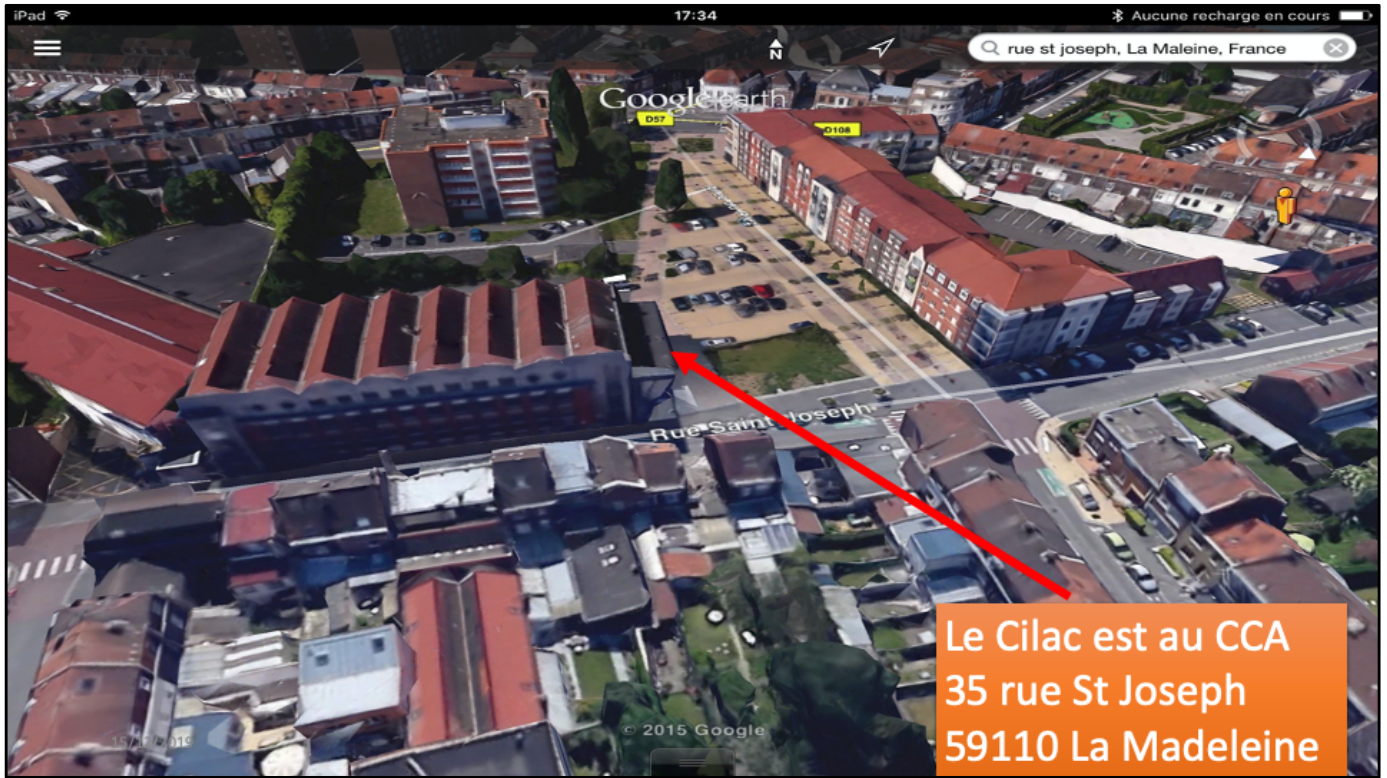 iPad
17:34
Aucune recharge en cours
N
rue st joseph, La Maleine, France
Google earth
D57
D108
Rue Saint Joseph
Le Cilac est au CCA
35 rue St Joseph
59110 La Madeleine
© 2015 Google